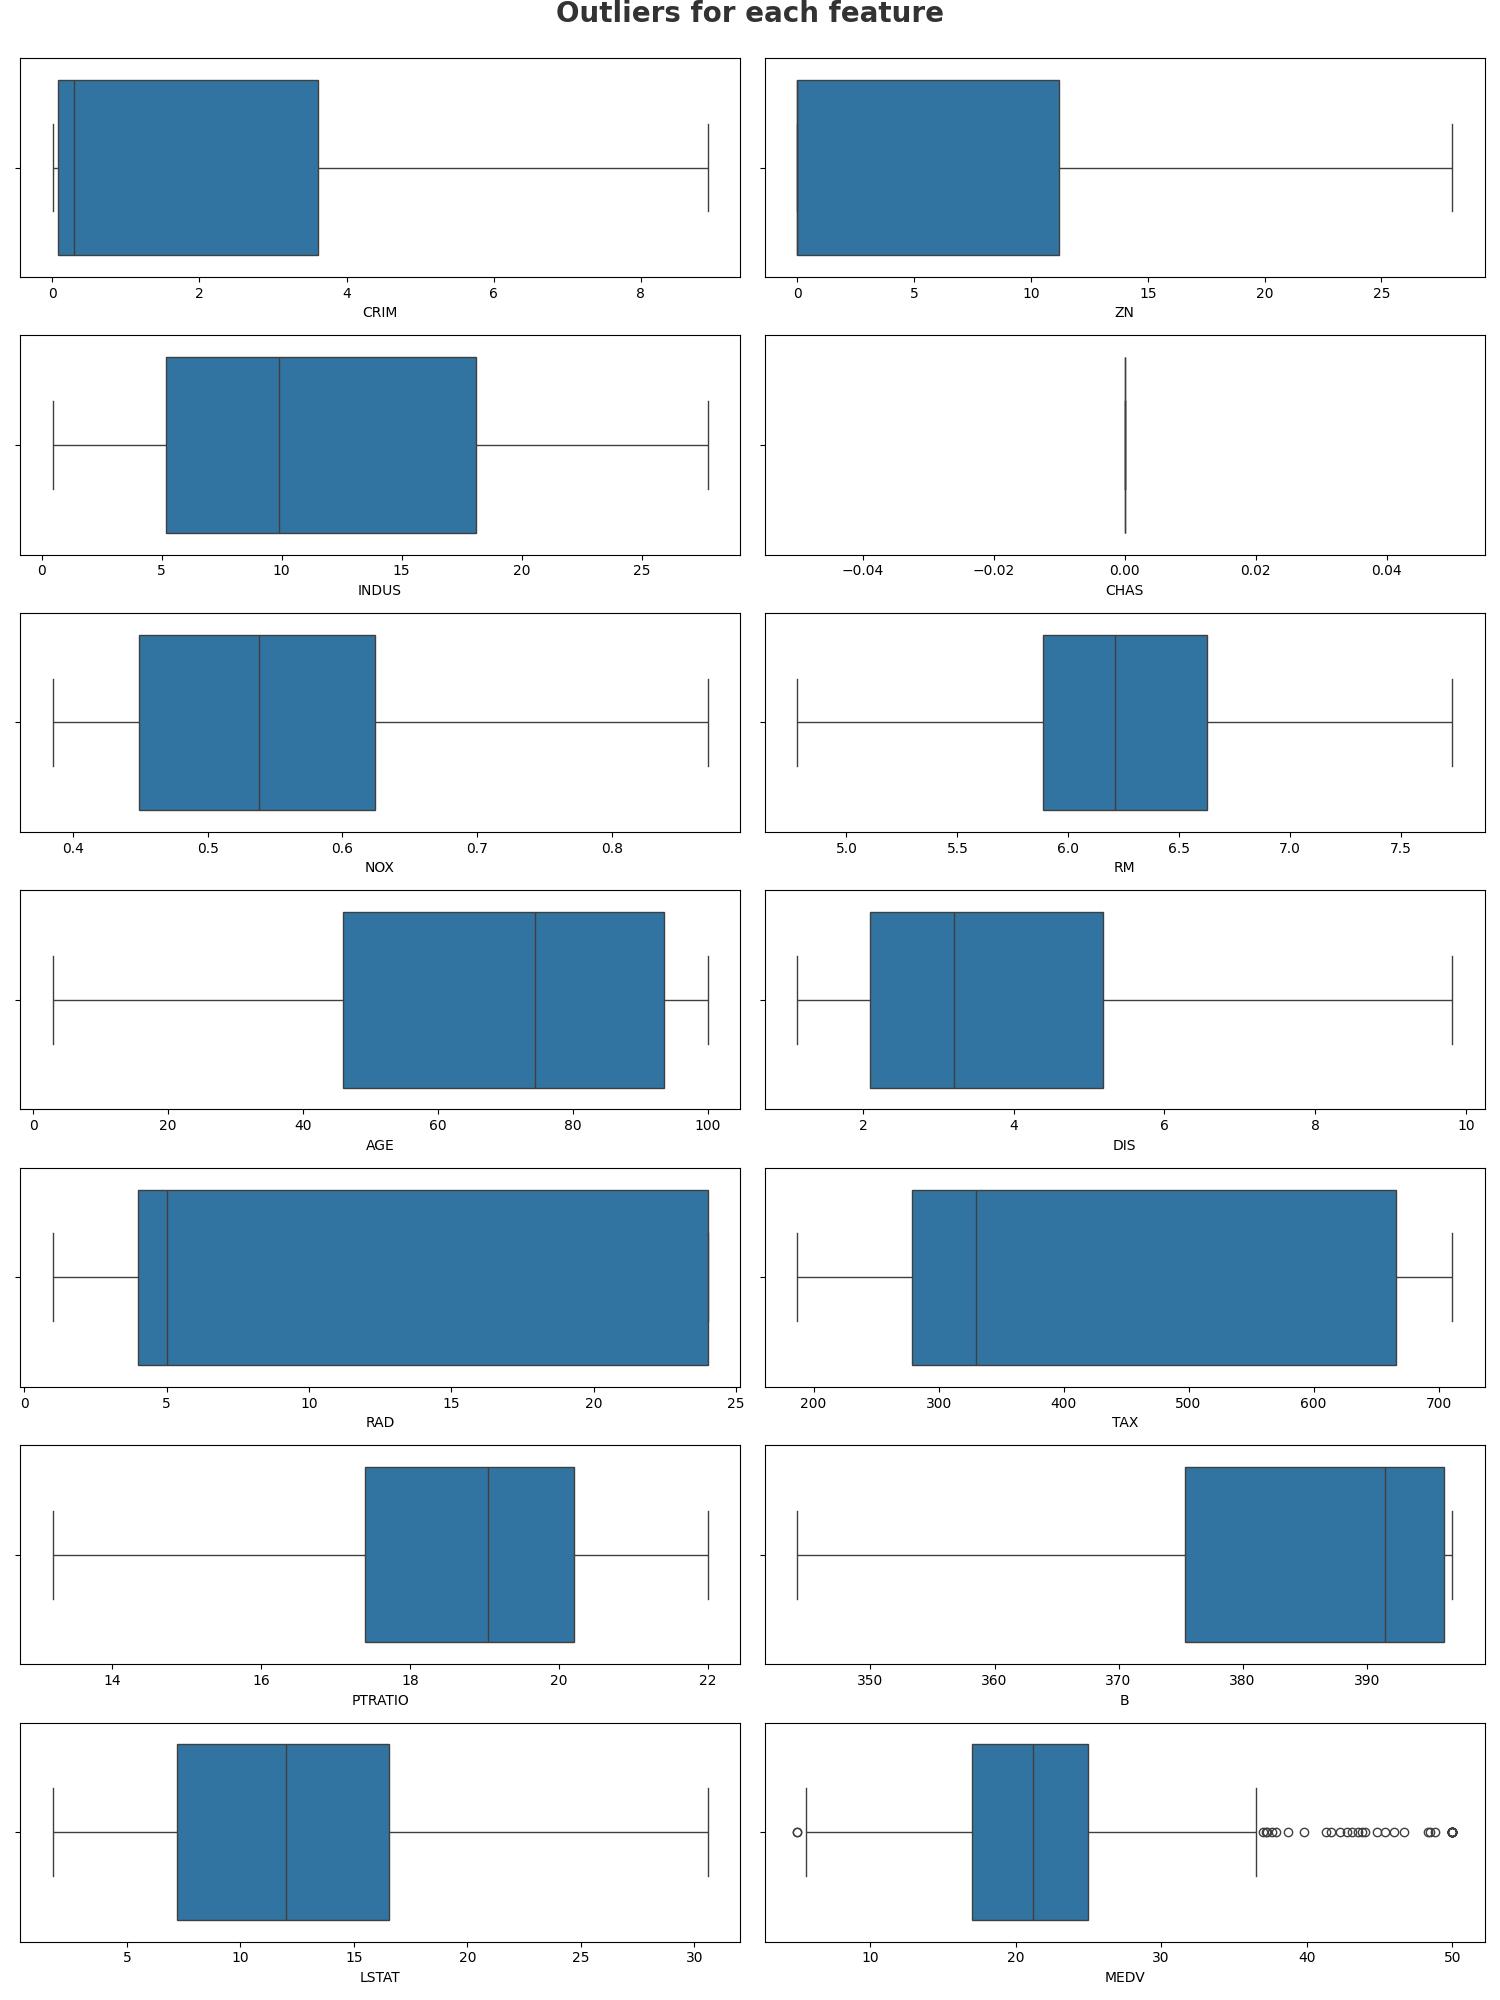 Outliers for each feature
0 2 4 6 8
CRIM
0 5 10 15 20 25
ZN
0 5 10 15 20 25
INDUS
−0.04 −0.02 0.00 0.02 0.04
CHAS
0.4 0.5 0.6 0.7 0.8
NOX
5.0 5.5 6.0 6.5 7.0 7.5
RM
0 20 40 60 80 100
AGE
2 4 6 8 10
DIS
0 5 10 15 20 25
RAD
200 300 400 500 600 700
TAX
14 16 18 20 22
PTRATIO
350 360 370 380 390
B
5 10 15 20 25 30
LSTAT
10 20 30 40 50
MEDV